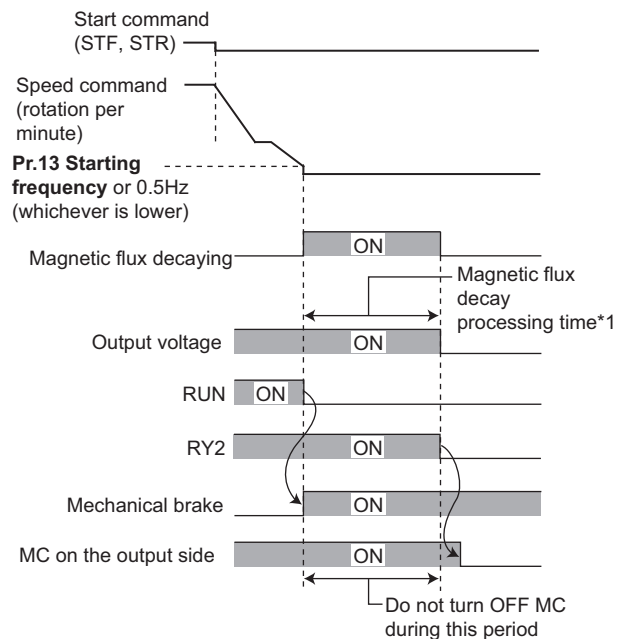 Start command
(STF, STR)
Speed command
(rotation per
minute)
Pr.13 Starting
frequency or 0.5Hz
(whichever is lower)
Magnetic flux decaying
ON
Magnetic flux
decay
processing time*1
Output voltage
ON
RUN
ON
RY2
ON
Mechanical brake
ON
MC on the output side
ON
Do not turn OFF MC
during this period